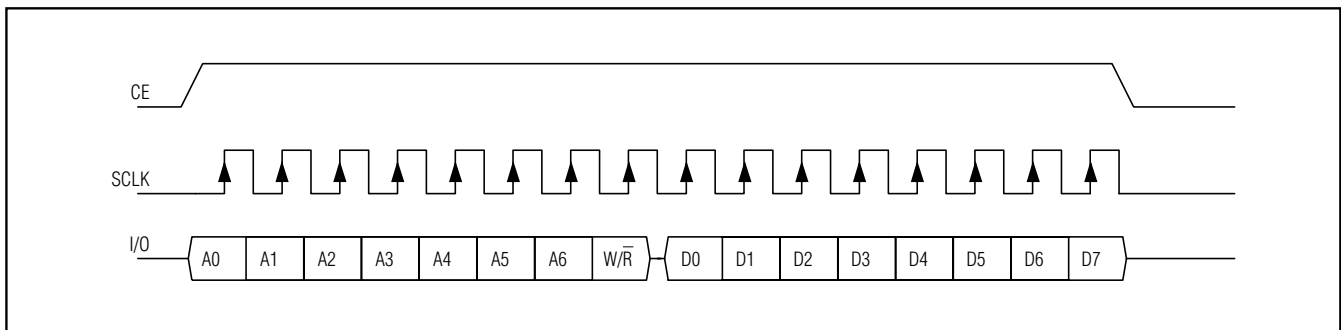 CE
SCLK
I/O A0 A1 A2 A3 A4 A5 A6 W/R̅ D0 D1 D2 D3 D4 D5 D6 D7